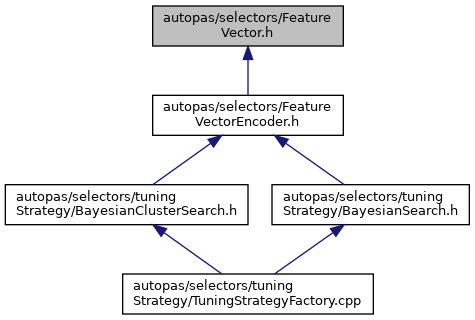 autopas/selectors/Feature
Vector.h
autopas/selectors/Feature
VectorEncoder.h
autopas/selectors/tuning
Strategy/BayesianClusterSearch.h
autopas/selectors/tuning
Strategy/BayesianSearch.h
autopas/selectors/tuning
Strategy/TuningStrategyFactory.cpp